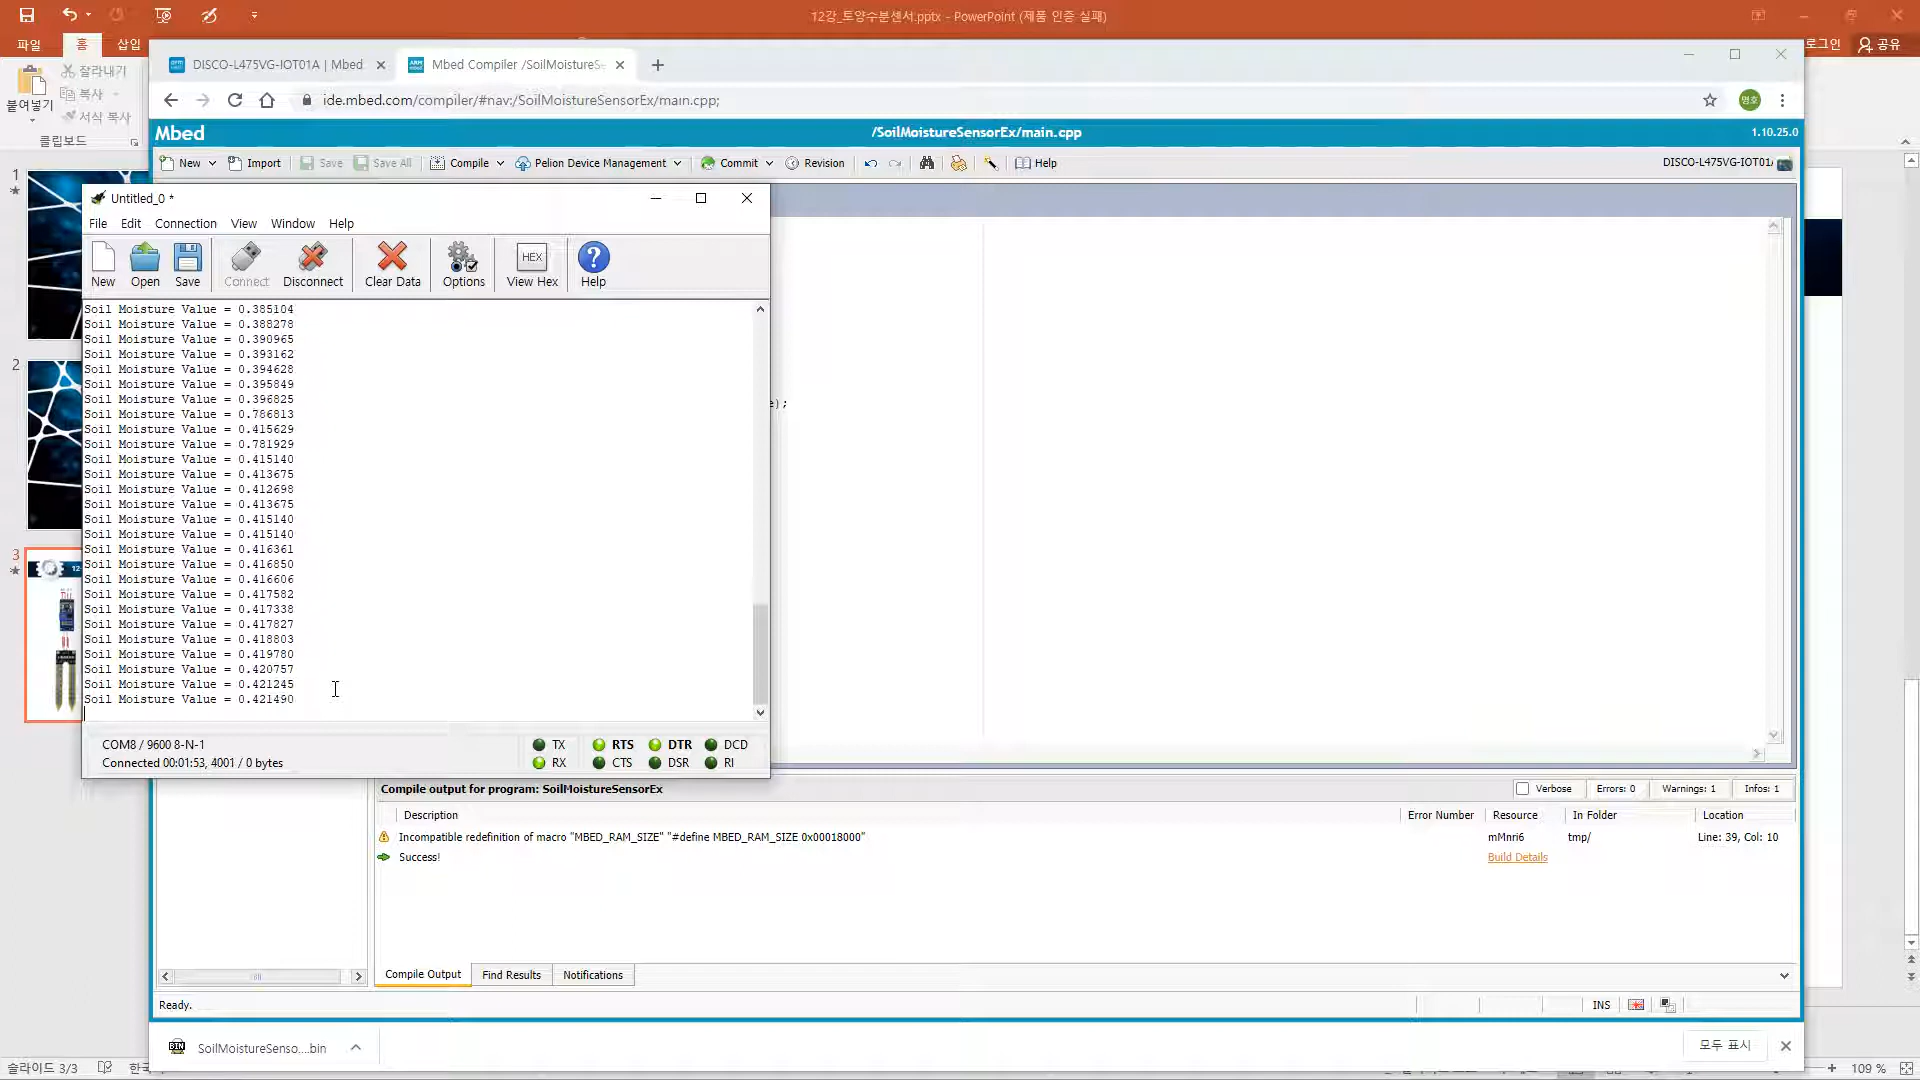 12강_토양수분센서.pptx - PowerPoint (제품 인증 실패)
파일
홈
삽입
로그인
공유
붙여넣기
잘라내기
복사
서식 복사
클립보드
DISCO-L475VG-IOT01A | Mbed
Mbed Compiler /SoilMoistureSe
ide.mbed.com/compiler/#nav:/SoilMoistureSensorEx/main.cpp;
명호
Mbed
/SoilMoistureSensorEx/main.cpp
1.10.25.0
New
Import
Save
Save All
Compile
Pelion Device Management
Commit
Revision
Help
DISCO-L475VG-IOT01A
1
2
3
12-
Untitled_0 *
File Edit Connection View Window Help
New
Open
Save
Connect
Disconnect
Clear Data
Options
HEX
View Hex
Help
Soil Moisture Value = 0.385104
Soil Moisture Value = 0.388278
Soil Moisture Value = 0.390965
Soil Moisture Value = 0.393162
Soil Moisture Value = 0.394628
Soil Moisture Value = 0.395849
Soil Moisture Value = 0.396825
Soil Moisture Value = 0.786813
Soil Moisture Value = 0.415629
Soil Moisture Value = 0.781929
Soil Moisture Value = 0.415140
Soil Moisture Value = 0.413675
Soil Moisture Value = 0.412698
Soil Moisture Value = 0.413675
Soil Moisture Value = 0.415140
Soil Moisture Value = 0.415140
Soil Moisture Value = 0.416361
Soil Moisture Value = 0.416850
Soil Moisture Value = 0.416606
Soil Moisture Value = 0.417582
Soil Moisture Value = 0.417338
Soil Moisture Value = 0.417827
Soil Moisture Value = 0.418803
Soil Moisture Value = 0.419780
Soil Moisture Value = 0.420757
Soil Moisture Value = 0.421245
Soil Moisture Value = 0.421490
COM8 / 9600 8-N-1
Connected 00:01:53, 4001 / 0 bytes
TX RTS DTR DCD
RX CTS DSR RI
e);
Compile output for program: SoilMoistureSensorEx
Verbose
Errors: 0
Warnings: 1
Infos: 1
Description
Error Number
Resource
In Folder
Location
Incompatible redefinition of macro "MBED_RAM_SIZE" "#define MBED_RAM_SIZE 0x00018000"
mMnri6
tmp/
Line: 39, Col: 10
Success!
Build Details
Compile Output
Find Results
Notifications
Ready.
INS
BIN
SoilMoistureSenso....bin
모두 표시
슬라이드 3/3
한국
109 %